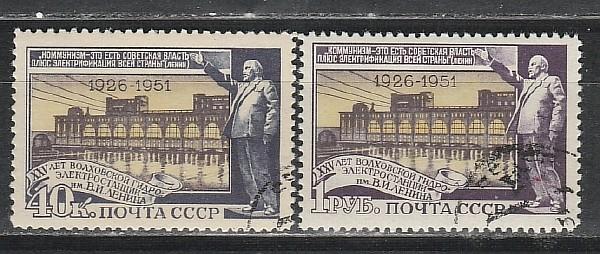 „КОММУНИЗМ–ЭТО ЕСТЬ СОВЕТСКАЯ ВЛАСТЬ
ПЛЮС ЭЛЕКТРИФИКАЦИЯ ВСЕЙ СТРАНЫ" (ЛЕНИН)
1926-1951
XXV ЛЕТ ВОЛХОВСКОЙ ГИДРО-
ЭЛЕКТРОСТАНЦИИ
ИМ. В.И.ЛЕНИНА
40К. ПОЧТА СССР
„КОММУНИЗМ–ЭТО ЕСТЬ СОВЕТСКАЯ ВЛАСТЬ
ПЛЮС ЭЛЕКТРИФИКАЦИЯ ВСЕЙ СТРАНЫ" (ЛЕНИН)
1926-1951
XXV ЛЕТ ВОЛХОВСКОЙ ГИДРО-
ЭЛЕКТРОСТАНЦИИ
ИМ. В.И.ЛЕНИНА
1 РУБ. ПОЧТА СССР